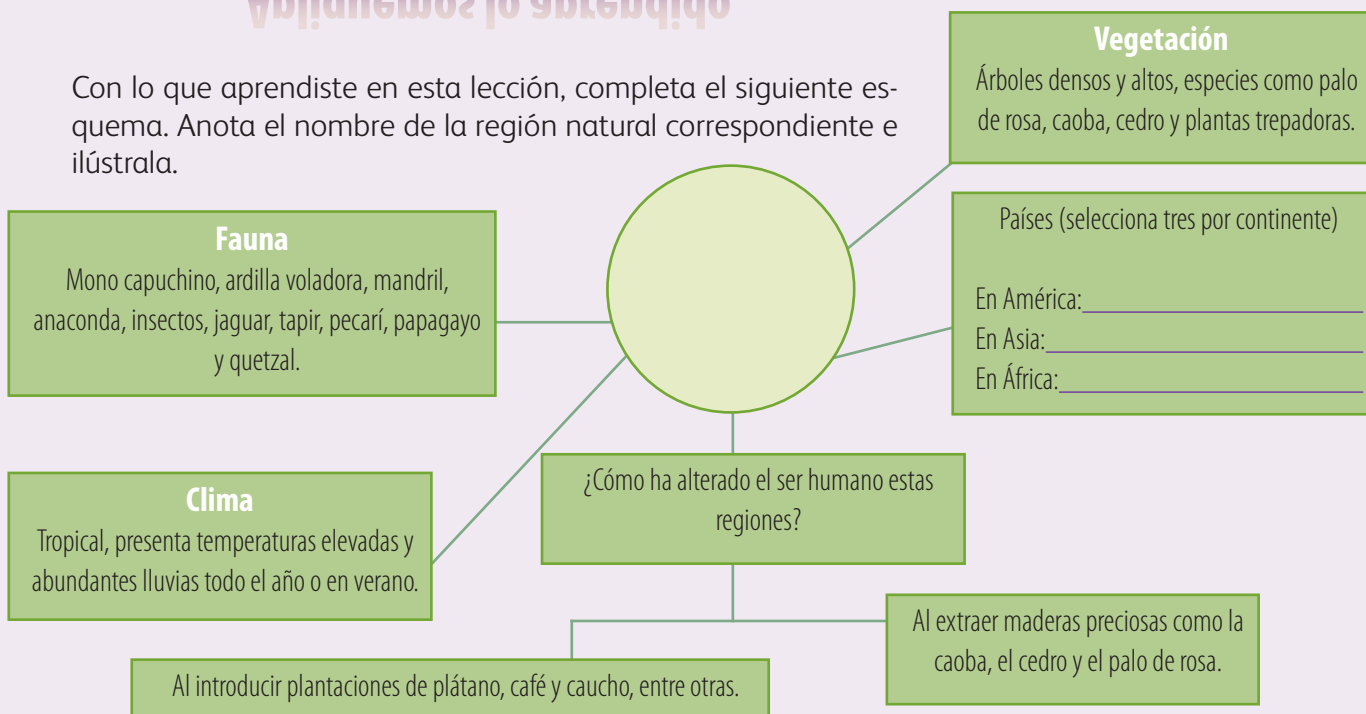 Apliquemos lo aprendido
Con lo que aprendiste en esta lección, completa el siguiente es-
quema. Anota el nombre de la región natural correspondiente e
ilústrala.
Vegetación
Árboles densos y altos, especies como palo
de rosa, caoba, cedro y plantas trepadoras.
Fauna
Mono capuchino, ardilla voladora, mandril,
anaconda, insectos, jaguar, tapir, pecarí, papagayo
y quetzal.
Países (selecciona tres por continente)
En América:
En Asia:
En África:
Clima
Tropical, presenta temperaturas elevadas y
abundantes lluvias todo el año o en verano.
¿Cómo ha alterado el ser humano estas
regiones?
Al extraer maderas preciosas como la
caoba, el cedro y el palo de rosa.
Al introducir plantaciones de plátano, café y caucho, entre otras.